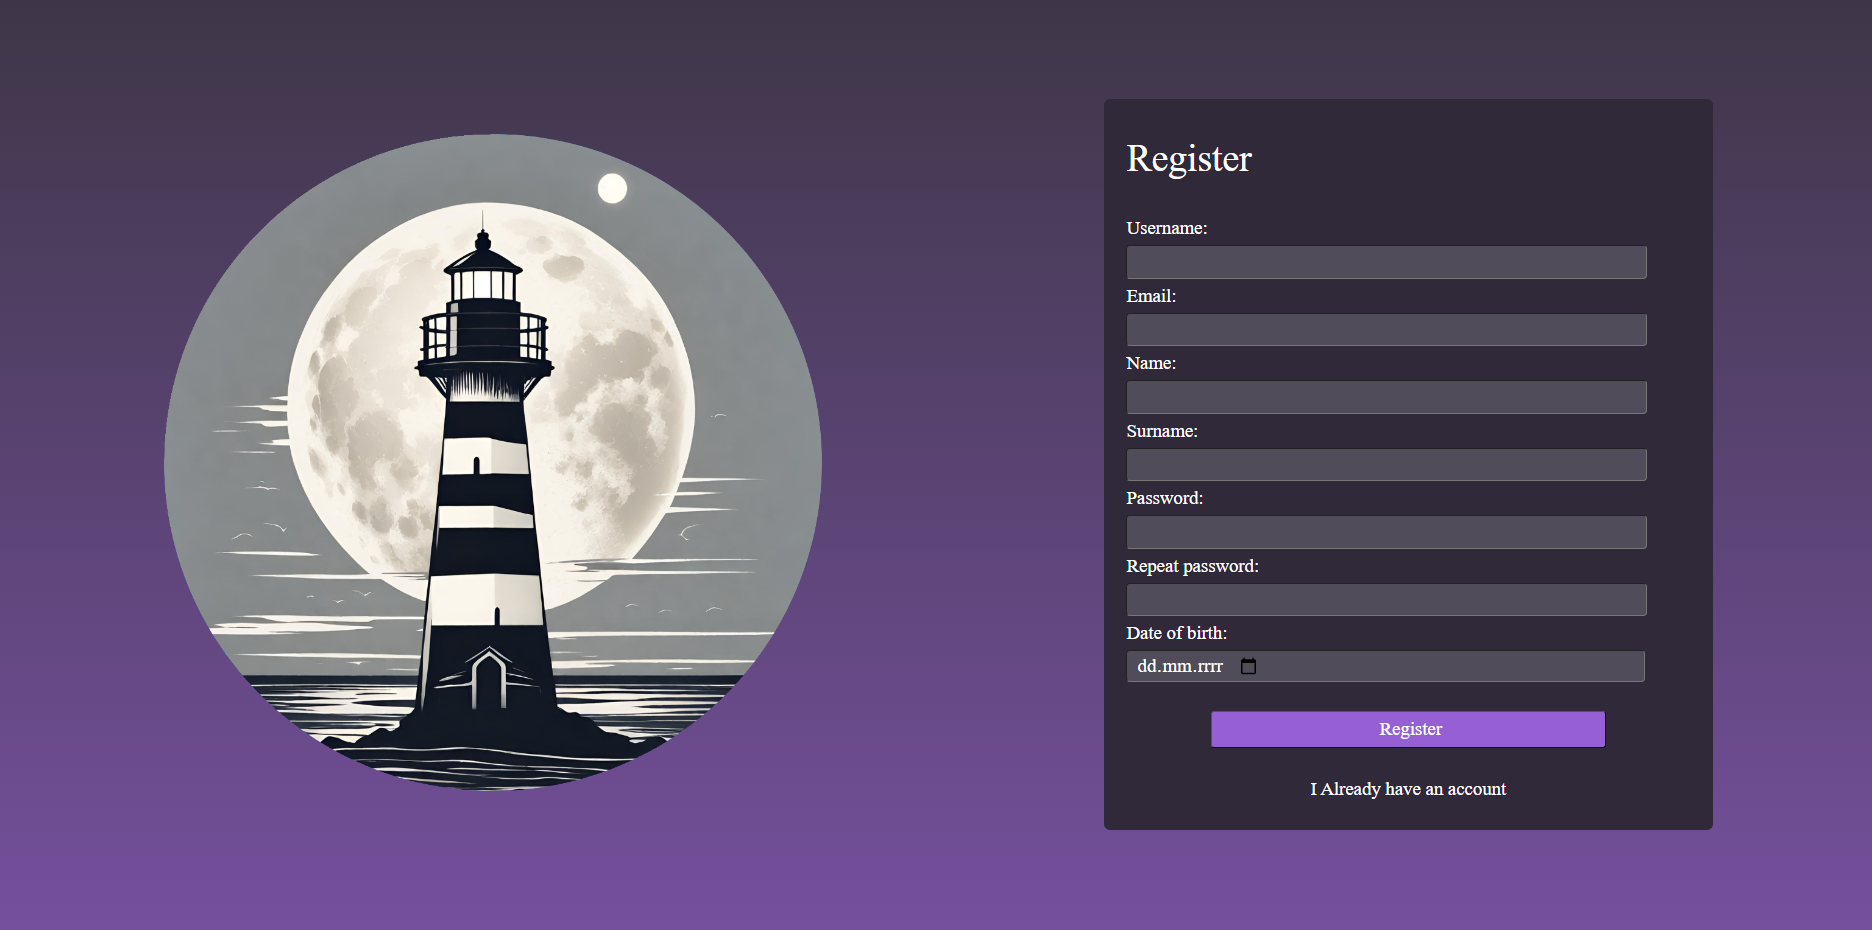 Register
Username:
Email:
Name:
Surname:
Password:
Repeat password:
Date of birth:
dd.mm.rrrr
Register
I Already have an account